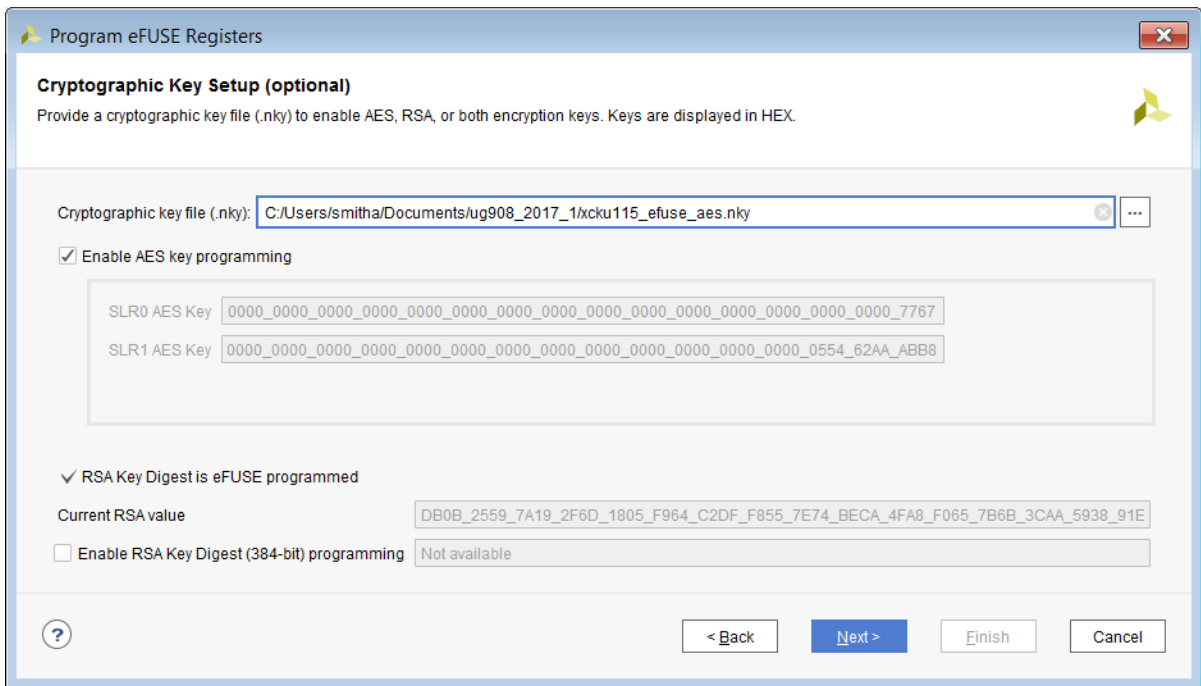 Program eFUSE Registers
Cryptographic Key Setup (optional)
Provide a cryptographic key file (.nky) to enable AES, RSA, or both encryption keys. Keys are displayed in HEX.
Cryptographic key file (.nky): C:/Users/smitha/Documents/ug908_2017_1/xcku115_efuse_aes.nky ...
Enable AES key programming
SLR0 AES Key 0000_0000_0000_0000_0000_0000_0000_0000_0000_0000_0000_0000_0000_0000_0000_7767
SLR1 AES Key 0000_0000_0000_0000_0000_0000_0000_0000_0000_0000_0000_0000_0000_0554_62AA_ABB8
RSA Key Digest is eFUSE programmed
Current RSA value DB0B_2559_7A19_2F6D_1805_F964_C2DF_F855_7E74_BECA_4FA8_F065_7B6B_3CAA_5938_91E
Enable RSA Key Digest (384-bit) programming Not available
? < Back Next > Finish Cancel